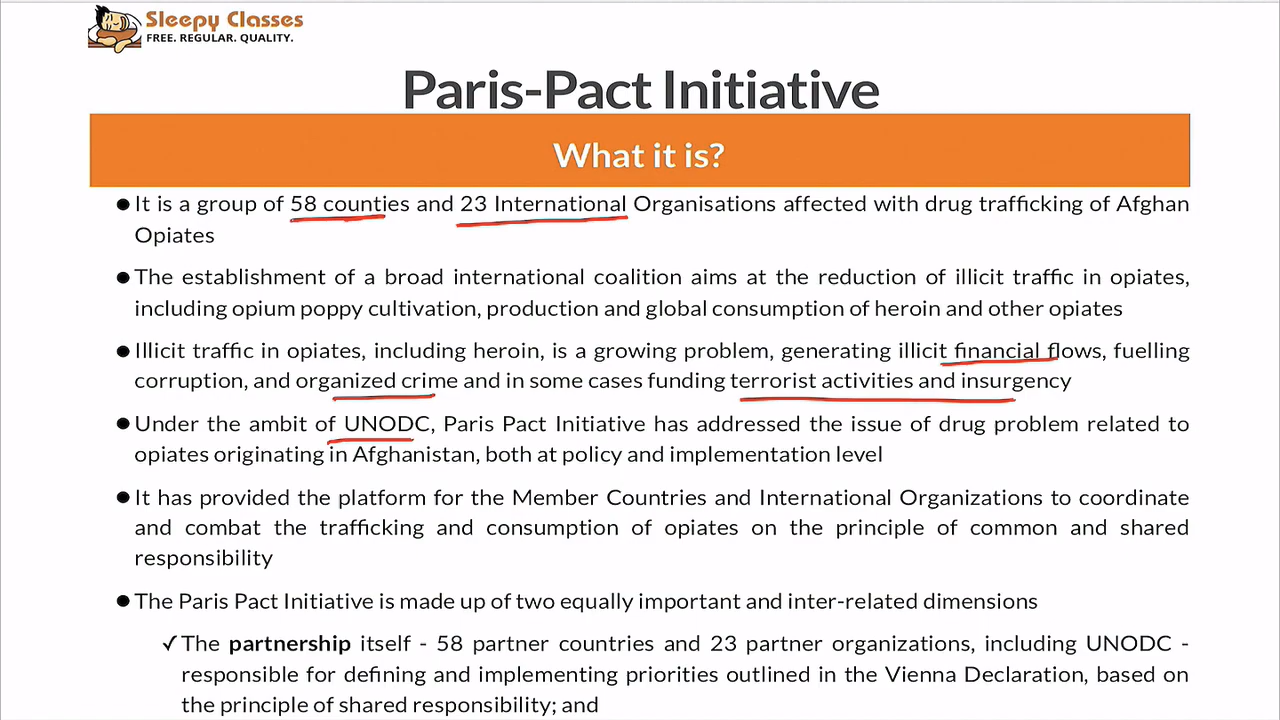 Sleepy Classes
FREE. REGULAR. QUALITY.
Paris-Pact Initiative
What it is?
● It is a group of 58 counties and 23 International Organisations affected with drug trafficking of Afghan
Opiates
● The establishment of a broad international coalition aims at the reduction of illicit traffic in opiates,
including opium poppy cultivation, production and global consumption of heroin and other opiates
● Illicit traffic in opiates, including heroin, is a growing problem, generating illicit financial flows, fuelling
corruption, and organized crime and in some cases funding terrorist activities and insurgency
● Under the ambit of UNODC, Paris Pact Initiative has addressed the issue of drug problem related to
opiates originating in Afghanistan, both at policy and implementation level
● It has provided the platform for the Member Countries and International Organizations to coordinate
and combat the trafficking and consumption of opiates on the principle of common and shared
responsibility
● The Paris Pact Initiative is made up of two equally important and inter-related dimensions
✓ The partnership itself - 58 partner countries and 23 partner organizations, including UNODC -
responsible for defining and implementing priorities outlined in the Vienna Declaration, based on
the principle of shared responsibility; and